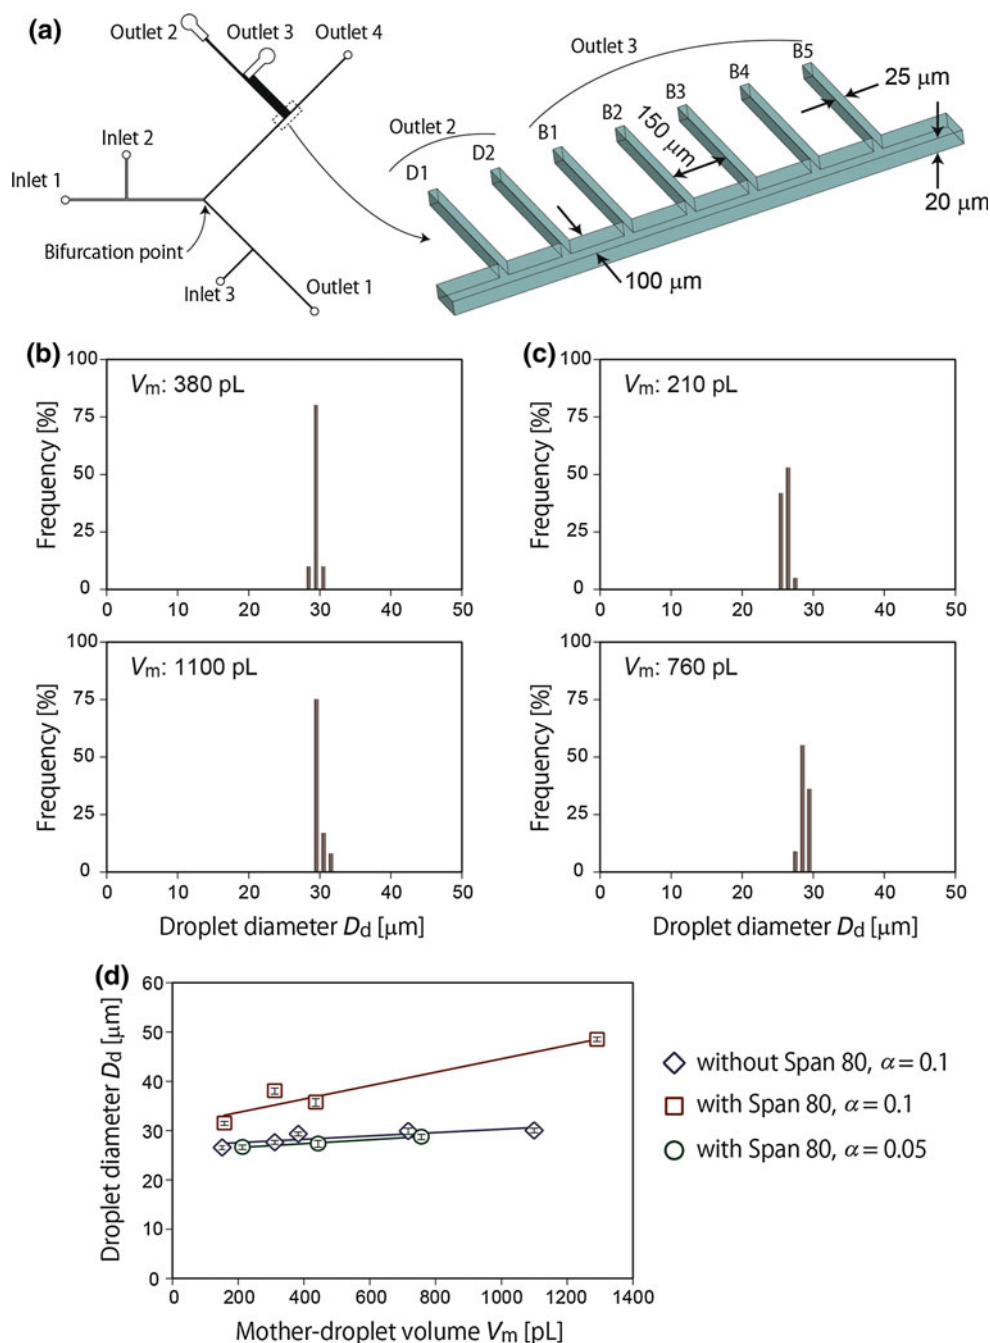 (a)
Outlet 2
Outlet 3
Outlet 4
Inlet 2
Inlet 1
Bifurcation point
Inlet 3
Outlet 1
Outlet 3
Outlet 2
D1
D2
B1
B2
B3
B4
B5
150 μm
25 μm
20 μm
100 μm
(b)
Vm: 380 pL
Frequency [%]
100
75
50
25
0
0 10 20 30 40 50
Vm: 1100 pL
Frequency [%]
100
75
50
25
0
0 10 20 30 40 50
Droplet diameter Dd [μm]
(c)
Vm: 210 pL
Frequency [%]
100
75
50
25
0
0 10 20 30 40 50
Vm: 760 pL
Frequency [%]
100
75
50
25
0
0 10 20 30 40 50
Droplet diameter Dd [μm]
(d)
Droplet diameter Dd [μm]
60
50
40
30
20
10
0
0 200 400 600 800 1000 1200 1400
Mother-droplet volume Vm [pL]
without Span 80, α = 0.1
with Span 80, α = 0.1
with Span 80, α = 0.05